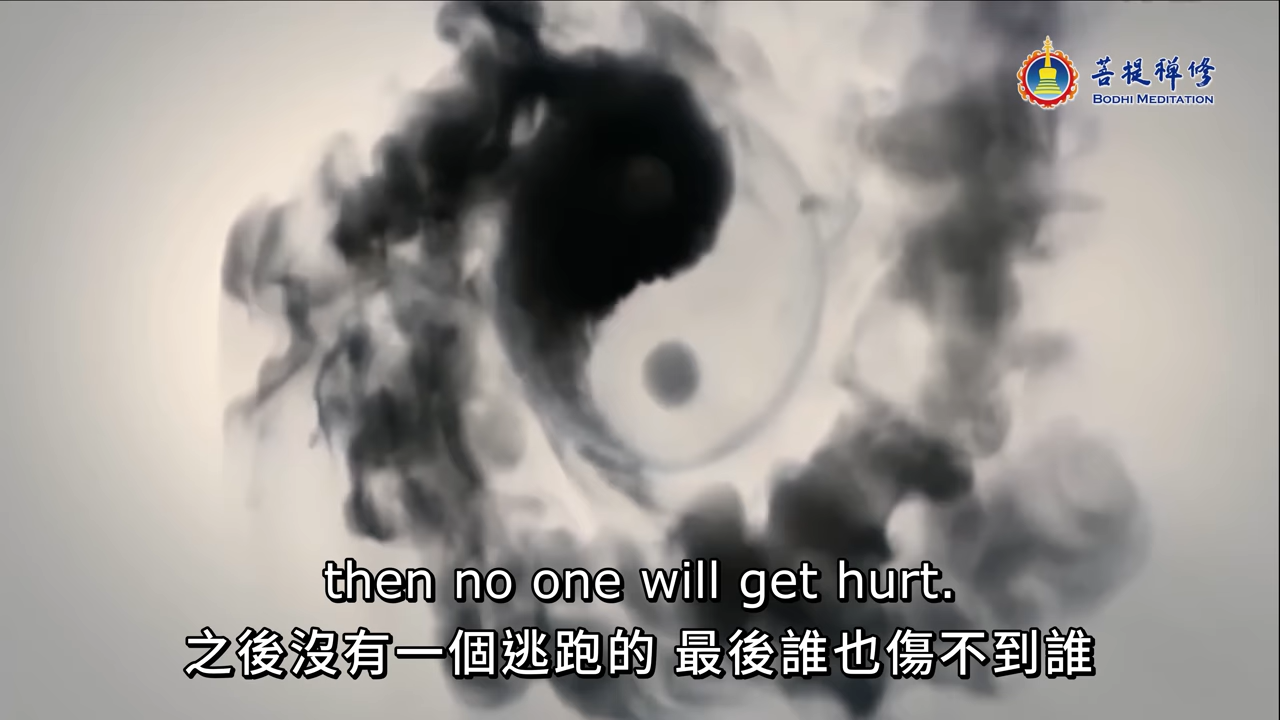 菩提禪修
BODHI MEDITATION
then no one will get hurt.
之後沒有一個逃跑的 最後誰也傷不到誰